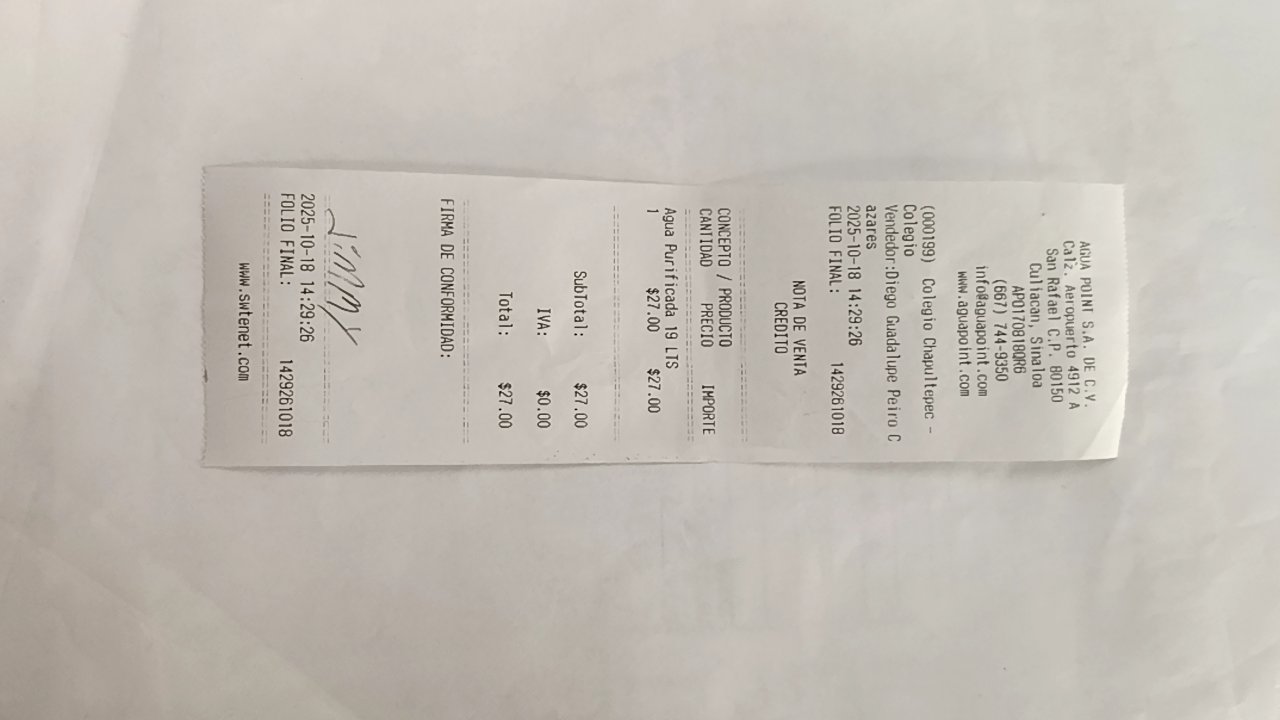 AGUA POINT S.A. DE C.V.
Calz. Aeropuerto 4912 A
San Rafael C.P. 80150
Culiacan, Sinaloa
APO170818QR6
(667) 744-9350
info@aguapoint.com
www.aguapoint.com
(000199) Colegio Chapultepec -
Colegio
Vendedor:Diego Guadalupe Peiro C
azares
2025-10-18 14:29:26
FOLIO FINAL: 1429261018
NOTA DE VENTA
CREDITO
CONCEPTO / PRODUCTO
CANTIDAD PRECIO IMPORTE
Agua Purificada 19 LTS
1 $27.00 $27.00
SubTotal: $27.00
IVA: $0.00
Total: $27.00
FIRMA DE CONFORMIDAD:
Jimmy
2025-10-18 14:29:26
FOLIO FINAL: 1429261018
www.swtenet.com